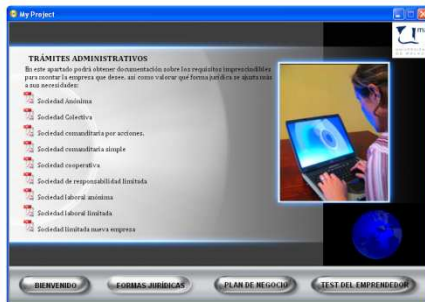 My Project
TRÁMITES ADMINISTRATIVOS
En este apartado podrá obtener documentación sobre los requisitos imprescindibles
para montar la empresa que desee, así como valorar qué forma jurídica se ajusta más
a sus necesidades:
Sociedad Anónima
Sociedad Colectiva
Sociedad comanditaria por acciones.
Sociedad comanditaria simple
Sociedad cooperativa
Sociedad de responsabilidad limitada
Sociedad laboral anónima
Sociedad laboral limitada
Sociedad limitada nueva empresa
BIENVENIDO
FORMAS JURÍDICAS
PLAN DE NEGOCIO
TEST DEL EMPRENDEDOR